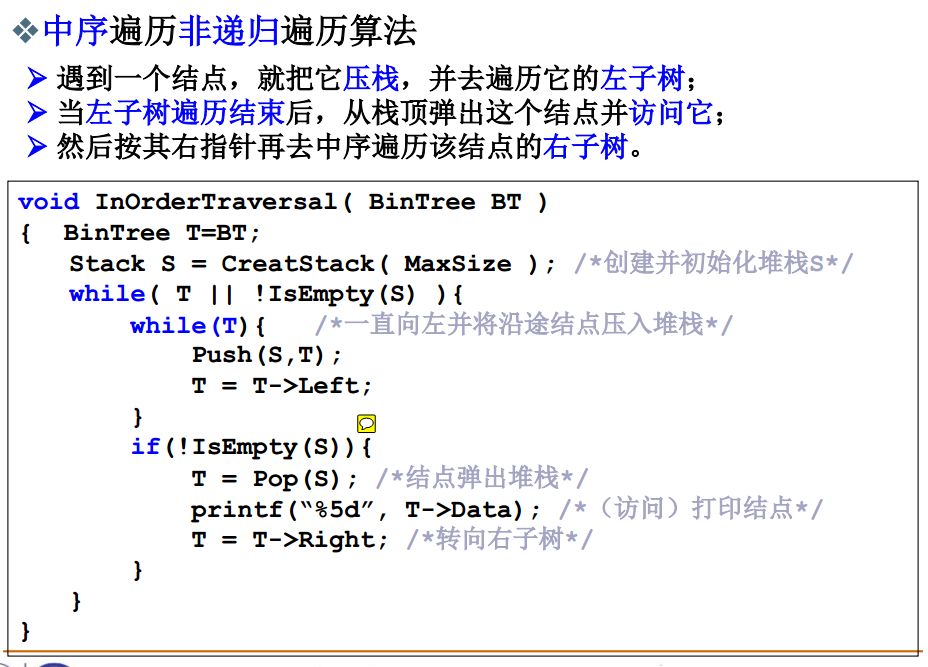 ❖中序遍历非递归遍历算法
➢ 遇到一个结点，就把它压栈，并去遍历它的左子树；
➢ 当左子树遍历结束后，从栈顶弹出这个结点并访问它；
➢ 然后按其右指针再去中序遍历该结点的右子树。
void InOrderTraversal( BinTree BT )
{ BinTree T=BT;
Stack S = CreatStack( MaxSize ); /*创建并初始化堆栈S*/
while( T || !IsEmpty(S) ){
while(T){ /*一直向左并将沿途结点压入堆栈*/
Push(S,T);
T = T->Left;
}
if(!IsEmpty(S)){
T = Pop(S); /*结点弹出堆栈*/
printf(“%5d”, T->Data); /*（访问）打印结点*/
T = T->Right; /*转向右子树*/
}
}
}